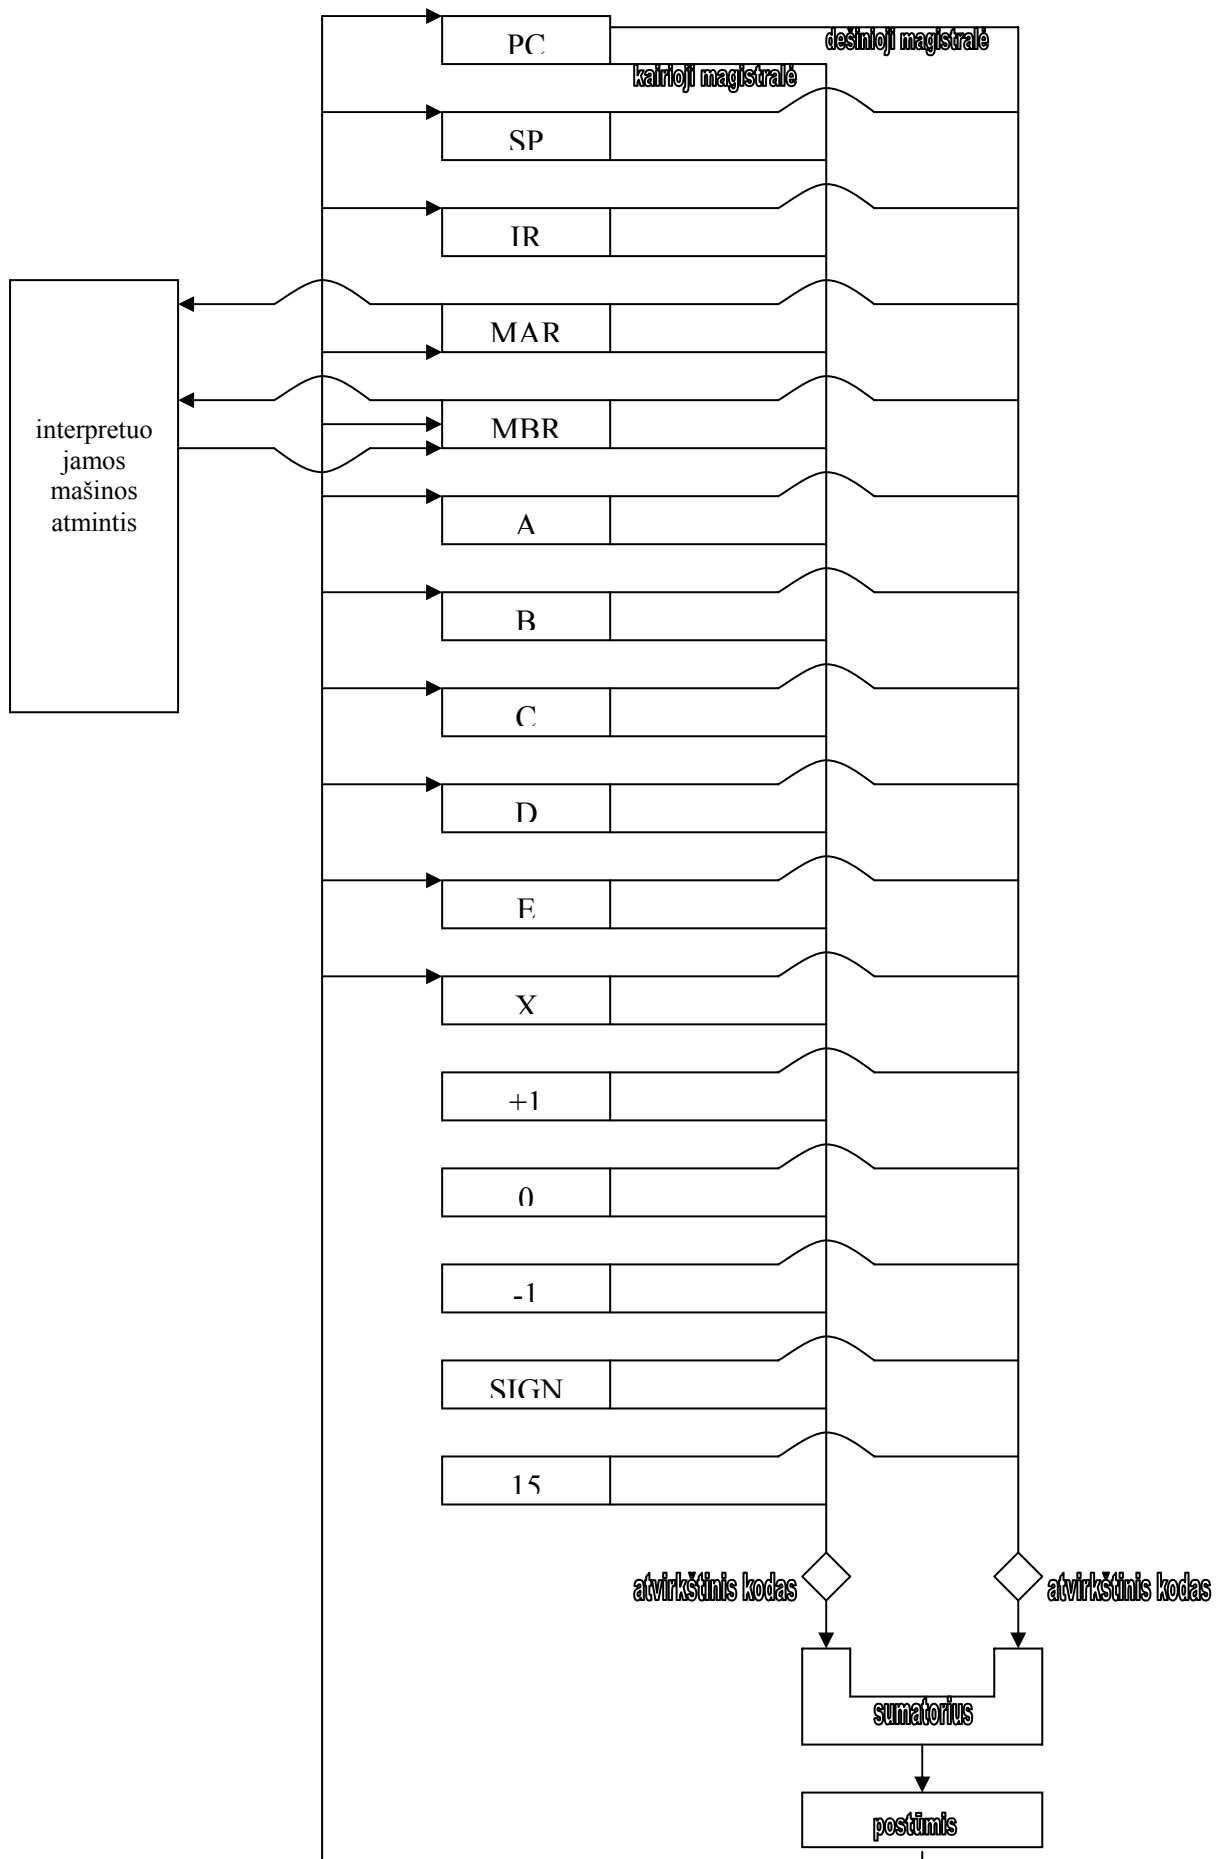 PC
dešinioji magistralė
kairioji magistralė
SP
IR
MAR
MBR
interpretuo
jamos
mašinos
atmintis
A
B
C
D
E
X
+1
0
-1
SIGN
15
atvirkštinis kodas
atvirkštinis kodas
sumatorius
postūmis